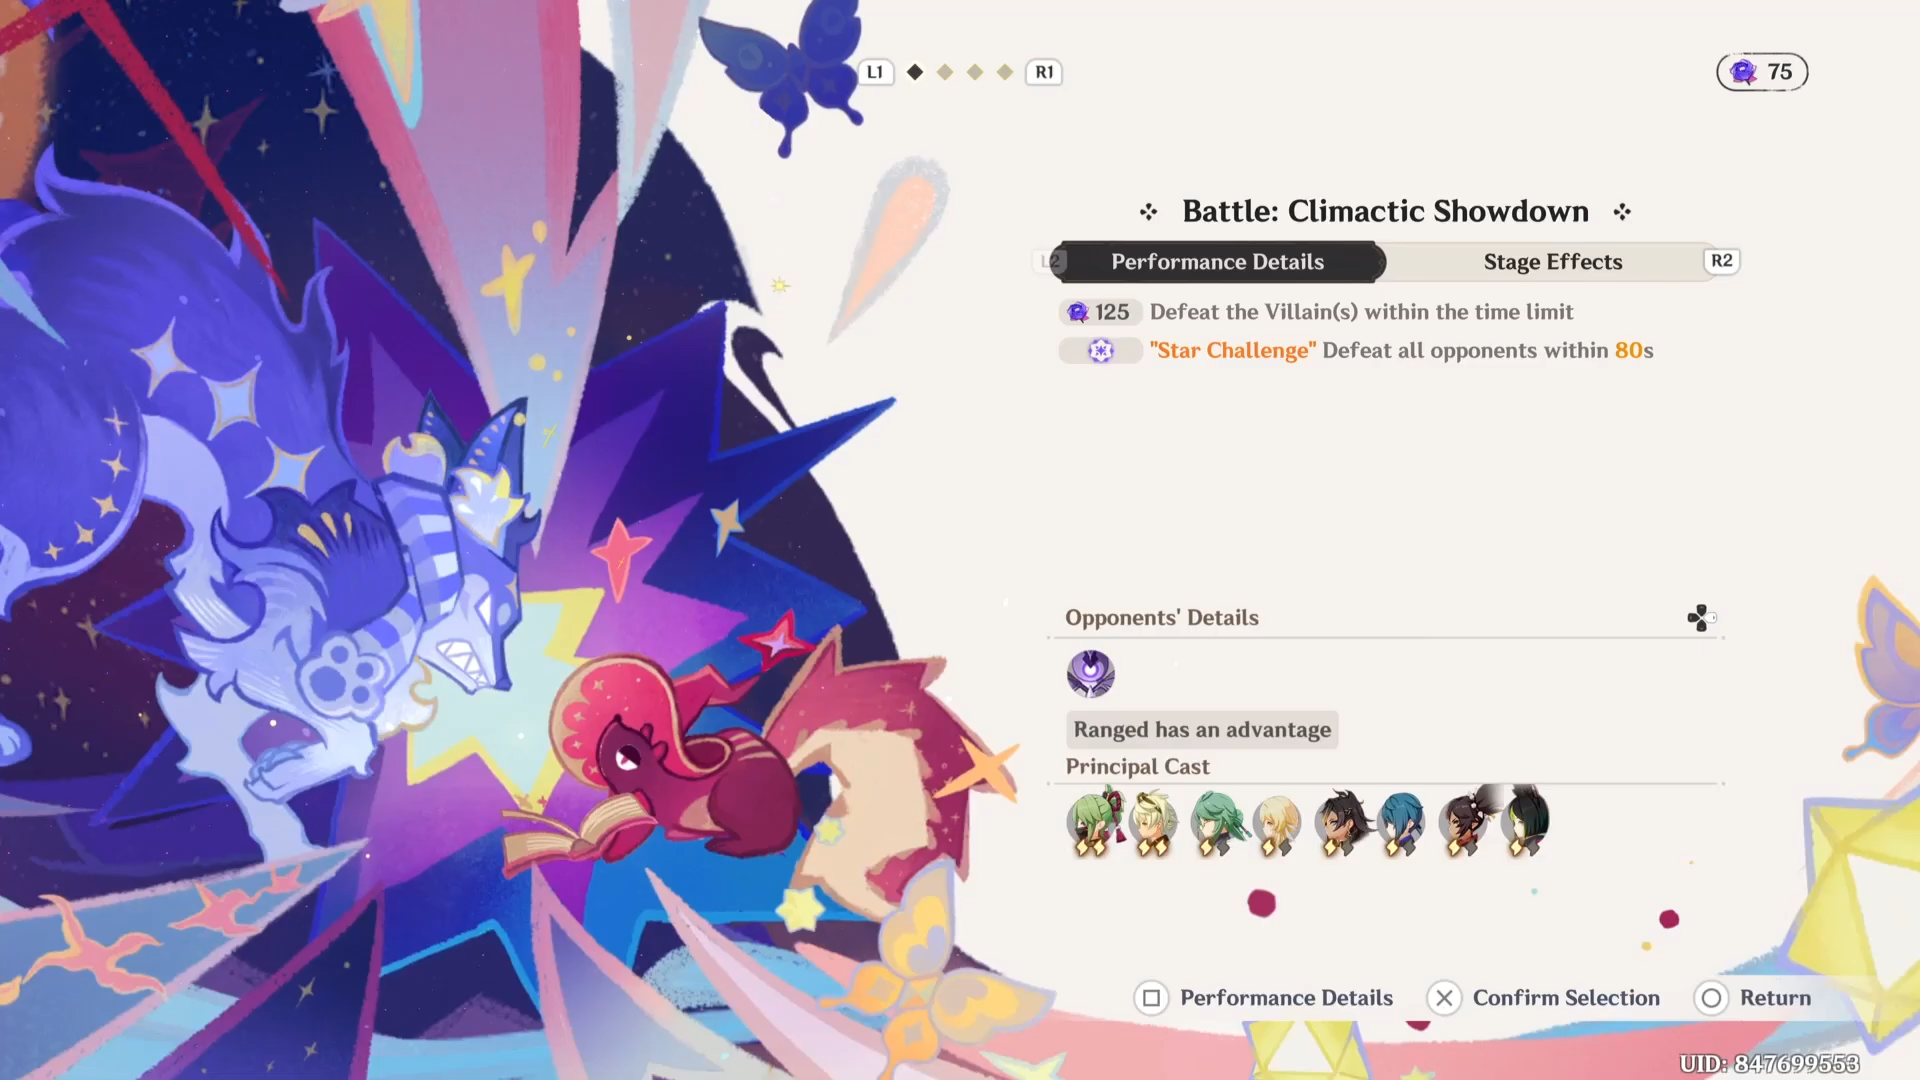 L1 R1
75
Battle: Climactic Showdown
L2 Performance Details Stage Effects R2
125 Defeat the Villain(s) within the time limit
"Star Challenge" Defeat all opponents within 80s
Opponents' Details
Ranged has an advantage
Principal Cast
Performance Details Confirm Selection Return
UID: 847699553